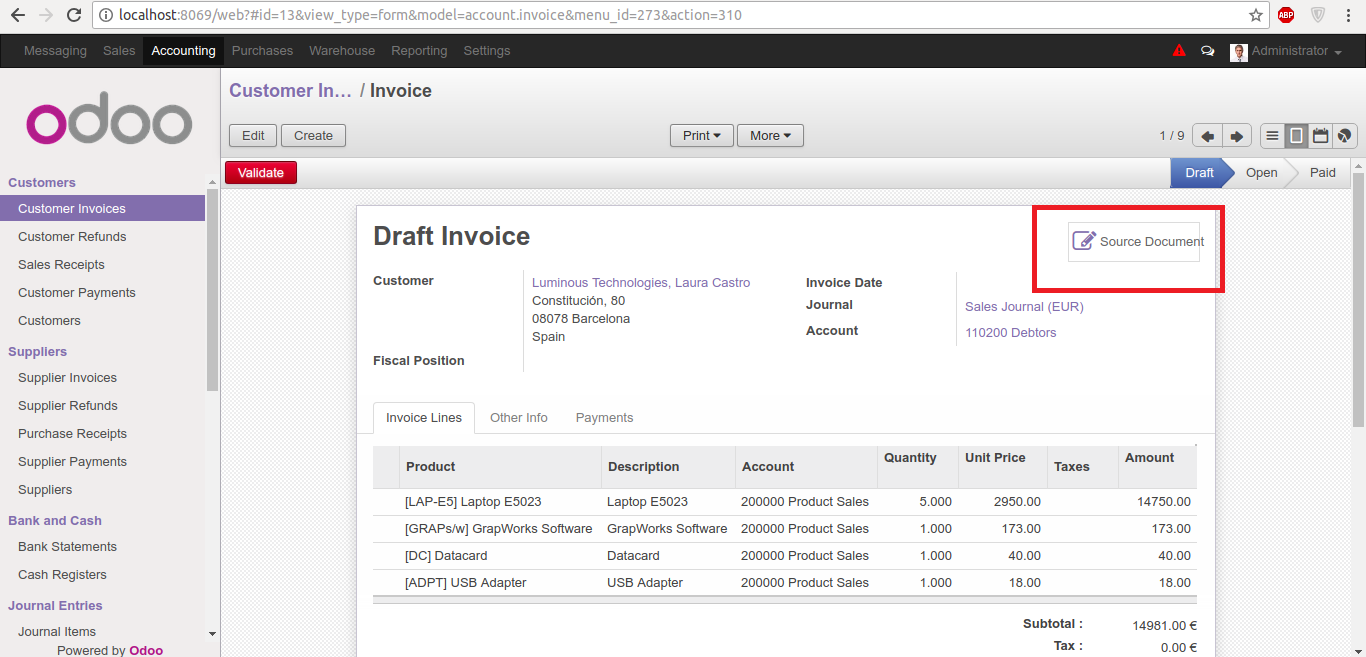 localhost:8069/web?#id=13&view_type=form&model=account.invoice&menu_id=273&action=310
ABP
Messaging Sales Accounting Purchases Warehouse Reporting Settings Administrator
odoo
Customers
Customer Invoices
Customer Refunds
Sales Receipts
Customer Payments
Customers
Suppliers
Supplier Invoices
Supplier Refunds
Purchase Receipts
Supplier Payments
Suppliers
Bank and Cash
Bank Statements
Cash Registers
Journal Entries
Journal Items
Powered by Odoo
Customer In… / Invoice
Edit Create Print More 1 / 9
Validate Draft Open Paid
Draft Invoice
Source Document
Customer
Luminous Technologies, Laura Castro
Constitución, 80
08078 Barcelona
Spain
Fiscal Position
Invoice Date
Journal Sales Journal (EUR)
Account 110200 Debtors
Invoice Lines Other Info Payments
Product Description Account Quantity Unit Price Taxes Amount
[LAP-E5] Laptop E5023 Laptop E5023 200000 Product Sales 5.000 2950.00 14750.00
[GRAPs/w] GrapWorks Software GrapWorks Software 200000 Product Sales 1.000 173.00 173.00
[DC] Datacard Datacard 200000 Product Sales 1.000 40.00 40.00
[ADPT] USB Adapter USB Adapter 200000 Product Sales 1.000 18.00 18.00
Subtotal : 14981.00 €
Tax : 0.00 €